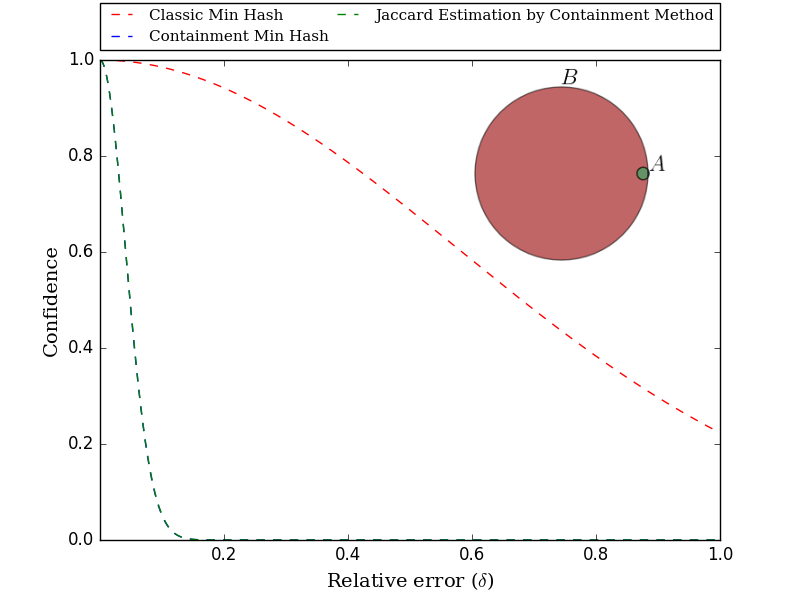 Classic Min Hash
Containment Min Hash
Jaccard Estimation by Containment Method
1.0
0.8
0.6
0.4
0.2
0.0
Confidence
B
A
0.2 0.4 0.6 0.8 1.0
Relative error (δ)